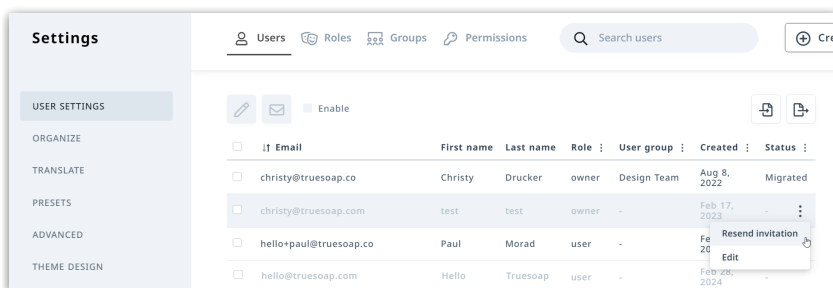 Settings
Users Roles Groups Permissions
Search users
USER SETTINGS
ORGANIZE
TRANSLATE
PRESETS
ADVANCED
THEME DESIGN
Enable
Email First name Last name Role User group Created Status
christy@truesoap.co Christy Drucker owner Design Team Aug 8, 2022 Migrated
christy@truesoap.com test test owner - Feb 17, 2023 -
Resend invitation
Edit
hello+paul@truesoap.co Paul Morad user -
hello@truesoap.com Hello Truesoap user - Feb 28, 2024 -